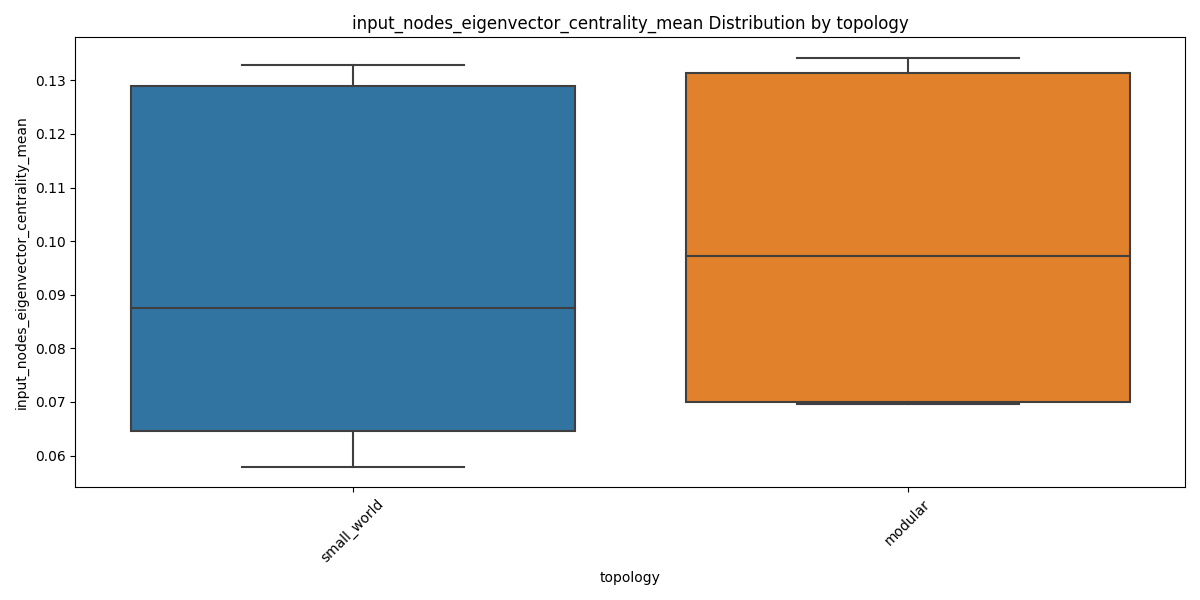 input_nodes_eigenvector_centrality_mean Distribution by topology
input_nodes_eigenvector_centrality_mean
0.13
0.12
0.11
0.10
0.09
0.08
0.07
0.06
small_world
modular
topology